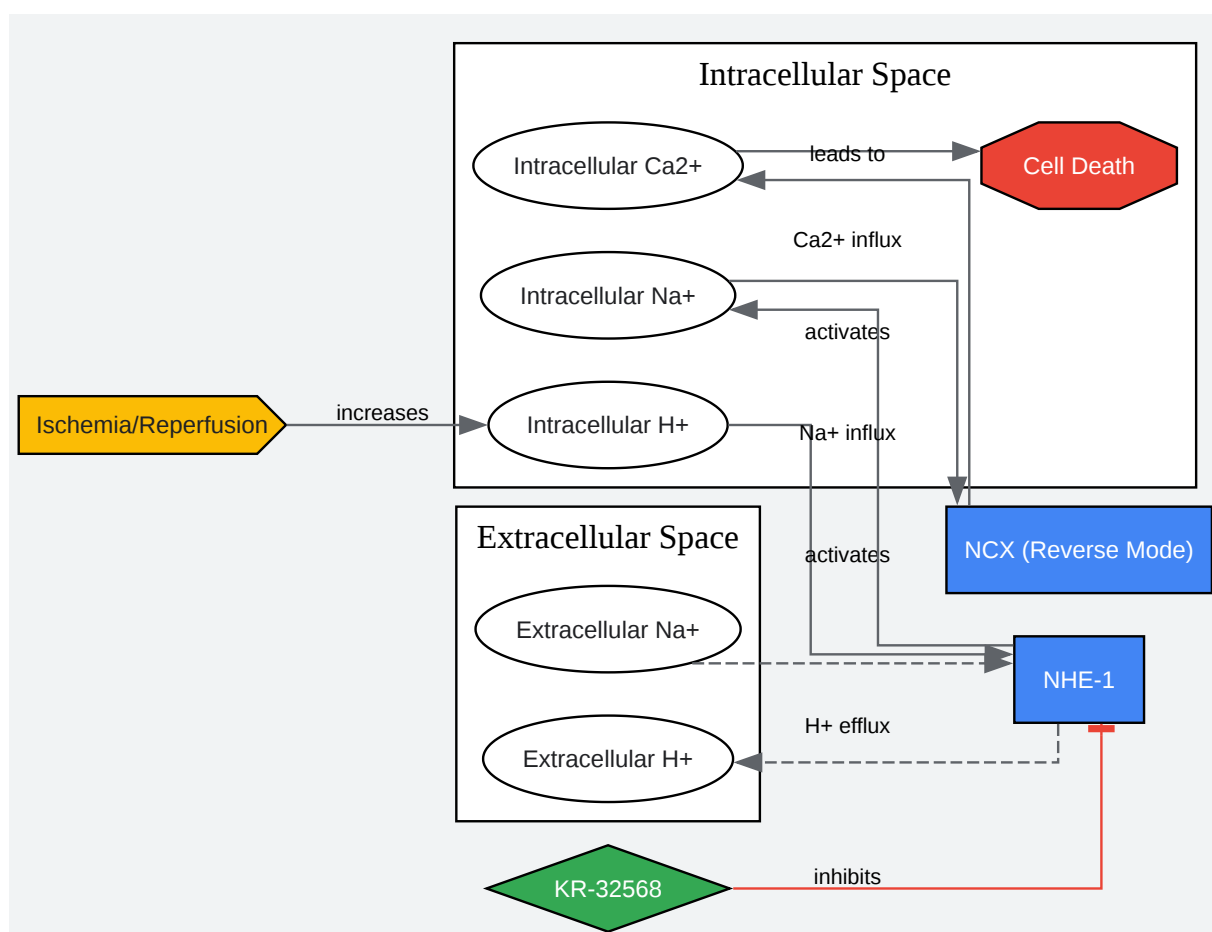 Intracellular Space
Intracellular Ca2+
leads to
Cell Death
Ca2+ influx
Intracellular Na+
activates
Ischemia/Reperfusion
increases
Intracellular H+
Na+ influx
Extracellular Space
activates
NCX (Reverse Mode)
Extracellular Na+
NHE-1
H+ efflux
Extracellular H+
KR-32568
inhibits